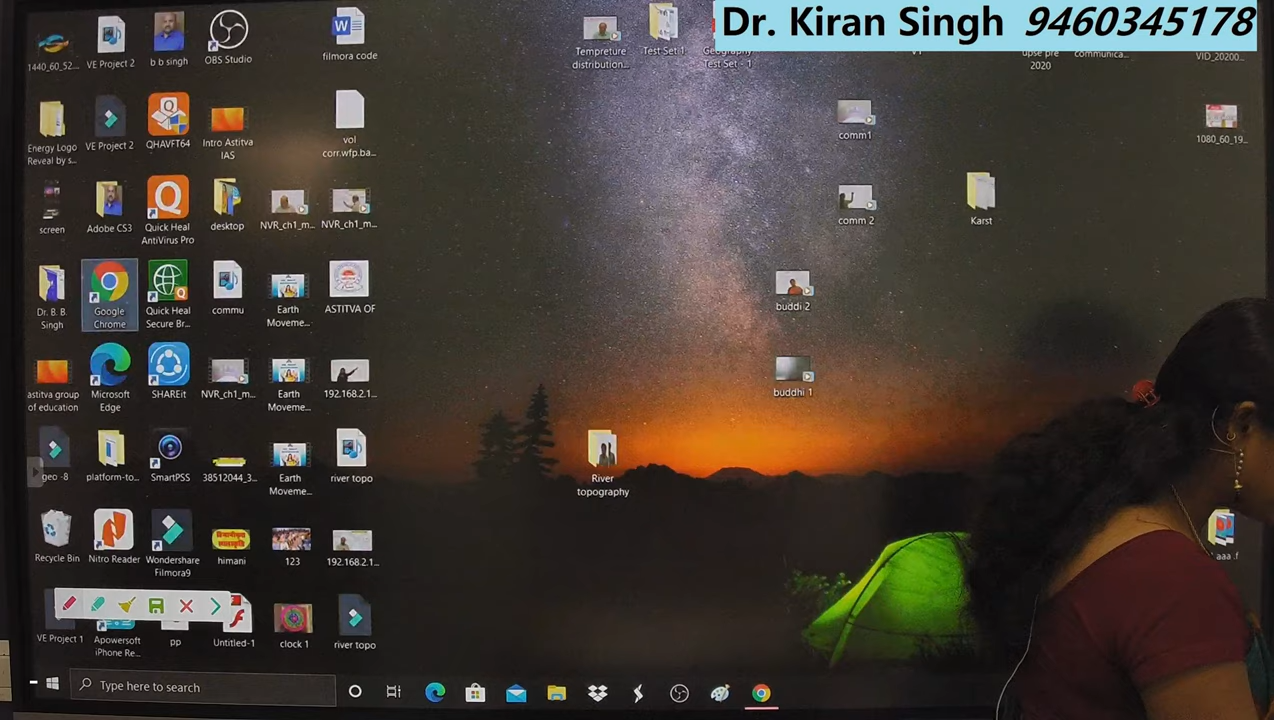 Dr. Kiran Singh 9460345178
1440_60_52...
VE Project 2
b b singh
OBS Studio
filmora code
Tempreture
distribution...
Test Set 1
Geography
Test Set - 1
upse pre
2020
communica...
VID_20200...
Energy Logo
Reveal by s...
VE Project 2
QHAVFT64
Intro Astitva
IAS
vol
corr.wfp.ba...
comm1
1080_60_19...
screen
Adobe CS3
Quick Heal
AntiVirus Pro
desktop
NVR_ch1_m...
NVR_ch1_m...
comm 2
Karst
Dr. B. B.
Singh
Google
Chrome
Quick Heal
Secure Br...
commu
Earth
Moveme...
ASTITVA OF
buddi 2
astitva group
of education
Microsoft
Edge
SHAREit
NVR_ch1_m...
Earth
Moveme...
192.168.2.1...
buddhi 1
geo -8
platform-to...
SmartPSS
38512044_3...
Earth
Moveme...
river topo
River
topography
Recycle Bin
Nitro Reader
Wondershare
Filmora9
himani
123
192.168.2.1...
aaa .f
VE Project 1
Apowersoft
iPhone Re...
pp
Untitled-1
clock 1
river topo
Type here to search